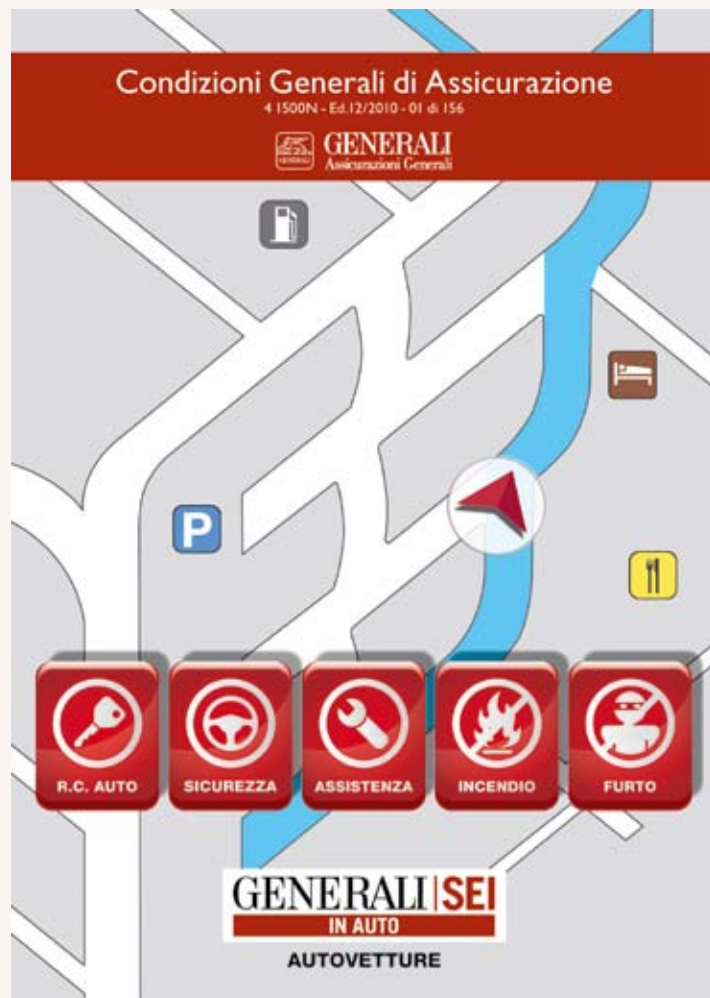 Condizioni Generali di Assicurazione
4 1500N - Ed.12/2010 - 01 di 156
GENERALI
GENERALI
Assicurazioni Generali
P
R.C. AUTO
SICUREZZA
ASSISTENZA
INCENDIO
FURTO
GENERALI|SEI
IN AUTO
AUTOVETTURE